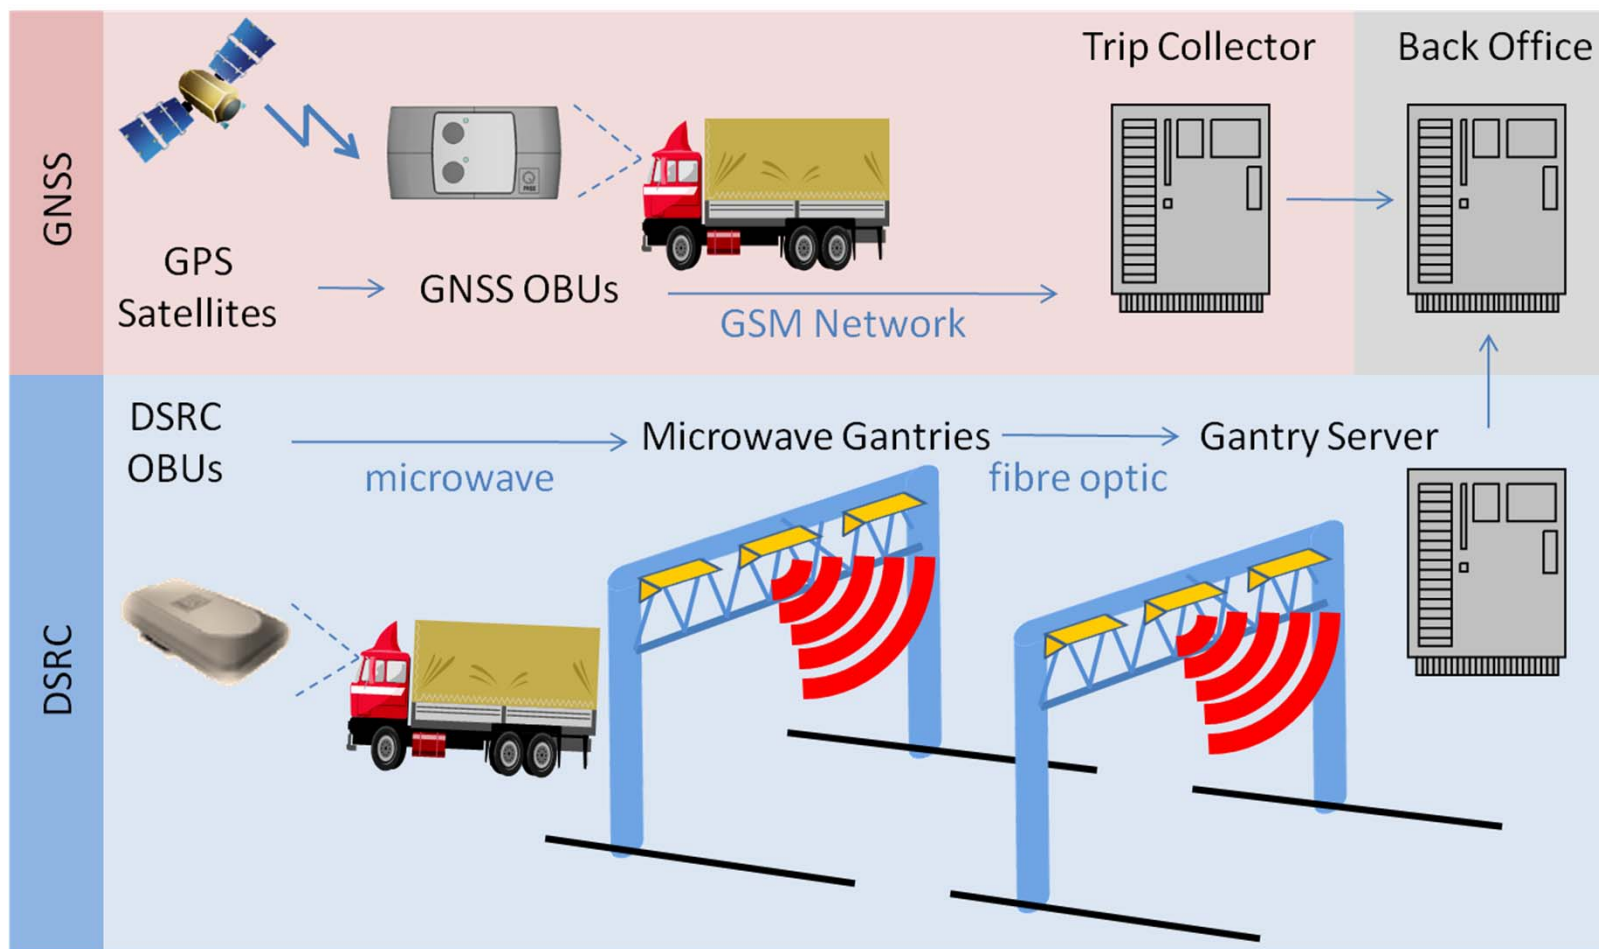 GNSS
Trip Collector
Back Office
GPS
Satellites
GNSS OBUs
GSM Network
DSRC
DSRC
OBUs
microwave
Microwave Gantries
fibre optic
Gantry Server